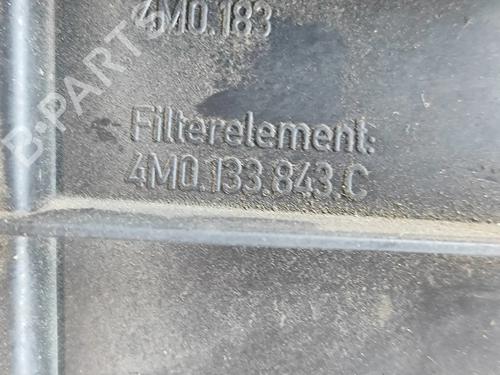 4M0.183
Filterelement:
4M0.133.843.C
B-PARTS